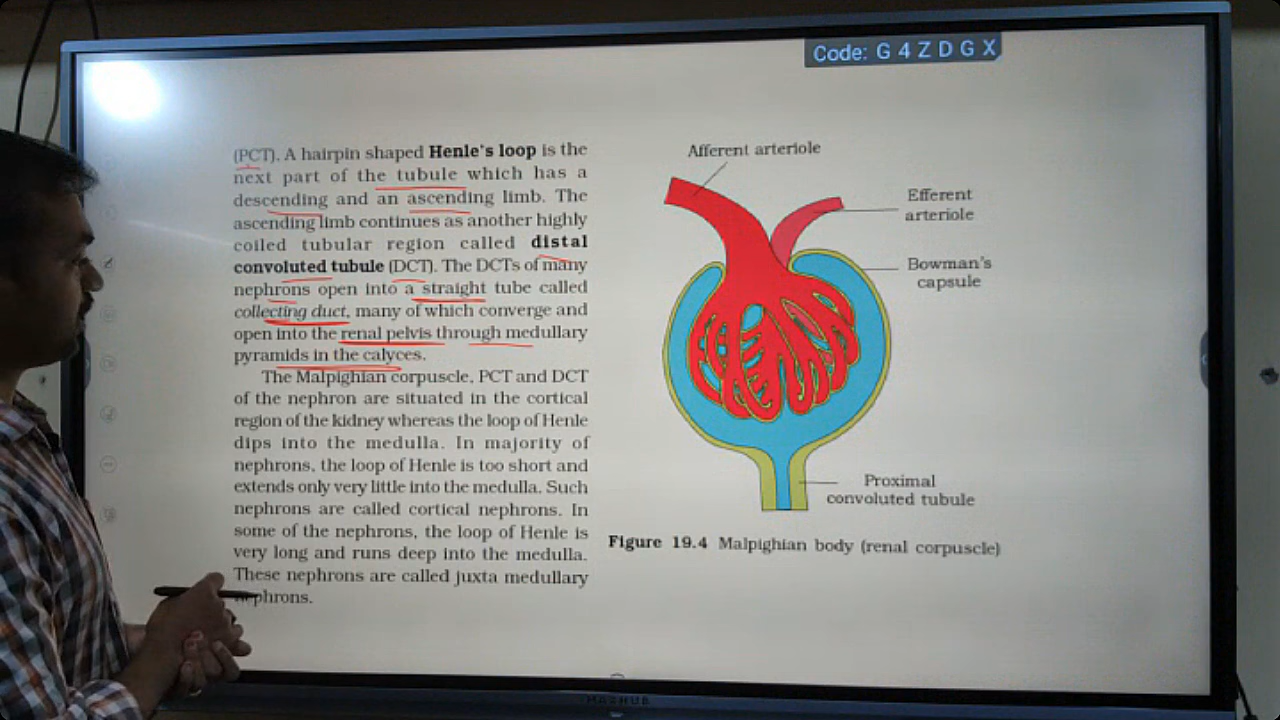 Code: G 4 Z D G X
(PCT). A hairpin shaped Henle's loop is the
next part of the tubule which has a
descending and an ascending limb. The
ascending limb continues as another highly
coiled tubular region called distal
convoluted tubule (DCT). The DCTs of many
nephrons open into a straight tube called
collecting duct, many of which converge and
open into the renal pelvis through medullary
pyramids in the calyces.
The Malpighian corpuscle, PCT and DCT
of the nephron are situated in the cortical
region of the kidney whereas the loop of Henle
dips into the medulla. In majority of
nephrons, the loop of Henle is too short and
extends only very little into the medulla. Such
nephrons are called cortical nephrons. In
some of the nephrons, the loop of Henle is
very long and runs deep into the medulla.
These nephrons are called juxta medullary
nephrons.
Afferent arteriole
Efferent
arteriole
Bowman's
capsule
Proximal
convoluted tubule
Figure 19.4 Malpighian body (renal corpuscle)